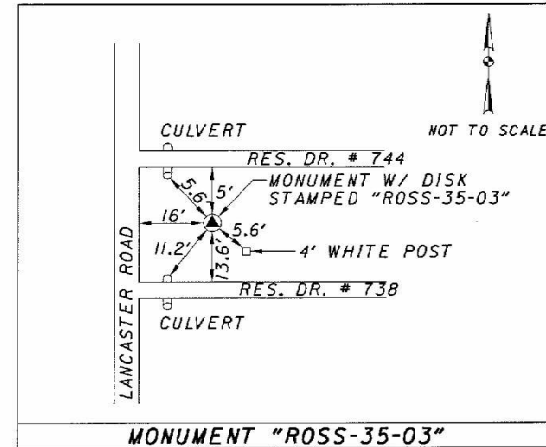 CULVERT
NOT TO SCALE
RES. DR. # 744
5.6'
5'
MONUMENT W/ DISK
STAMPED "ROSS-35-03"
16'
5.6'
11.2'
13.6'
4' WHITE POST
LANCASTER ROAD
RES. DR. # 738
CULVERT
MONUMENT "ROSS-35-03"